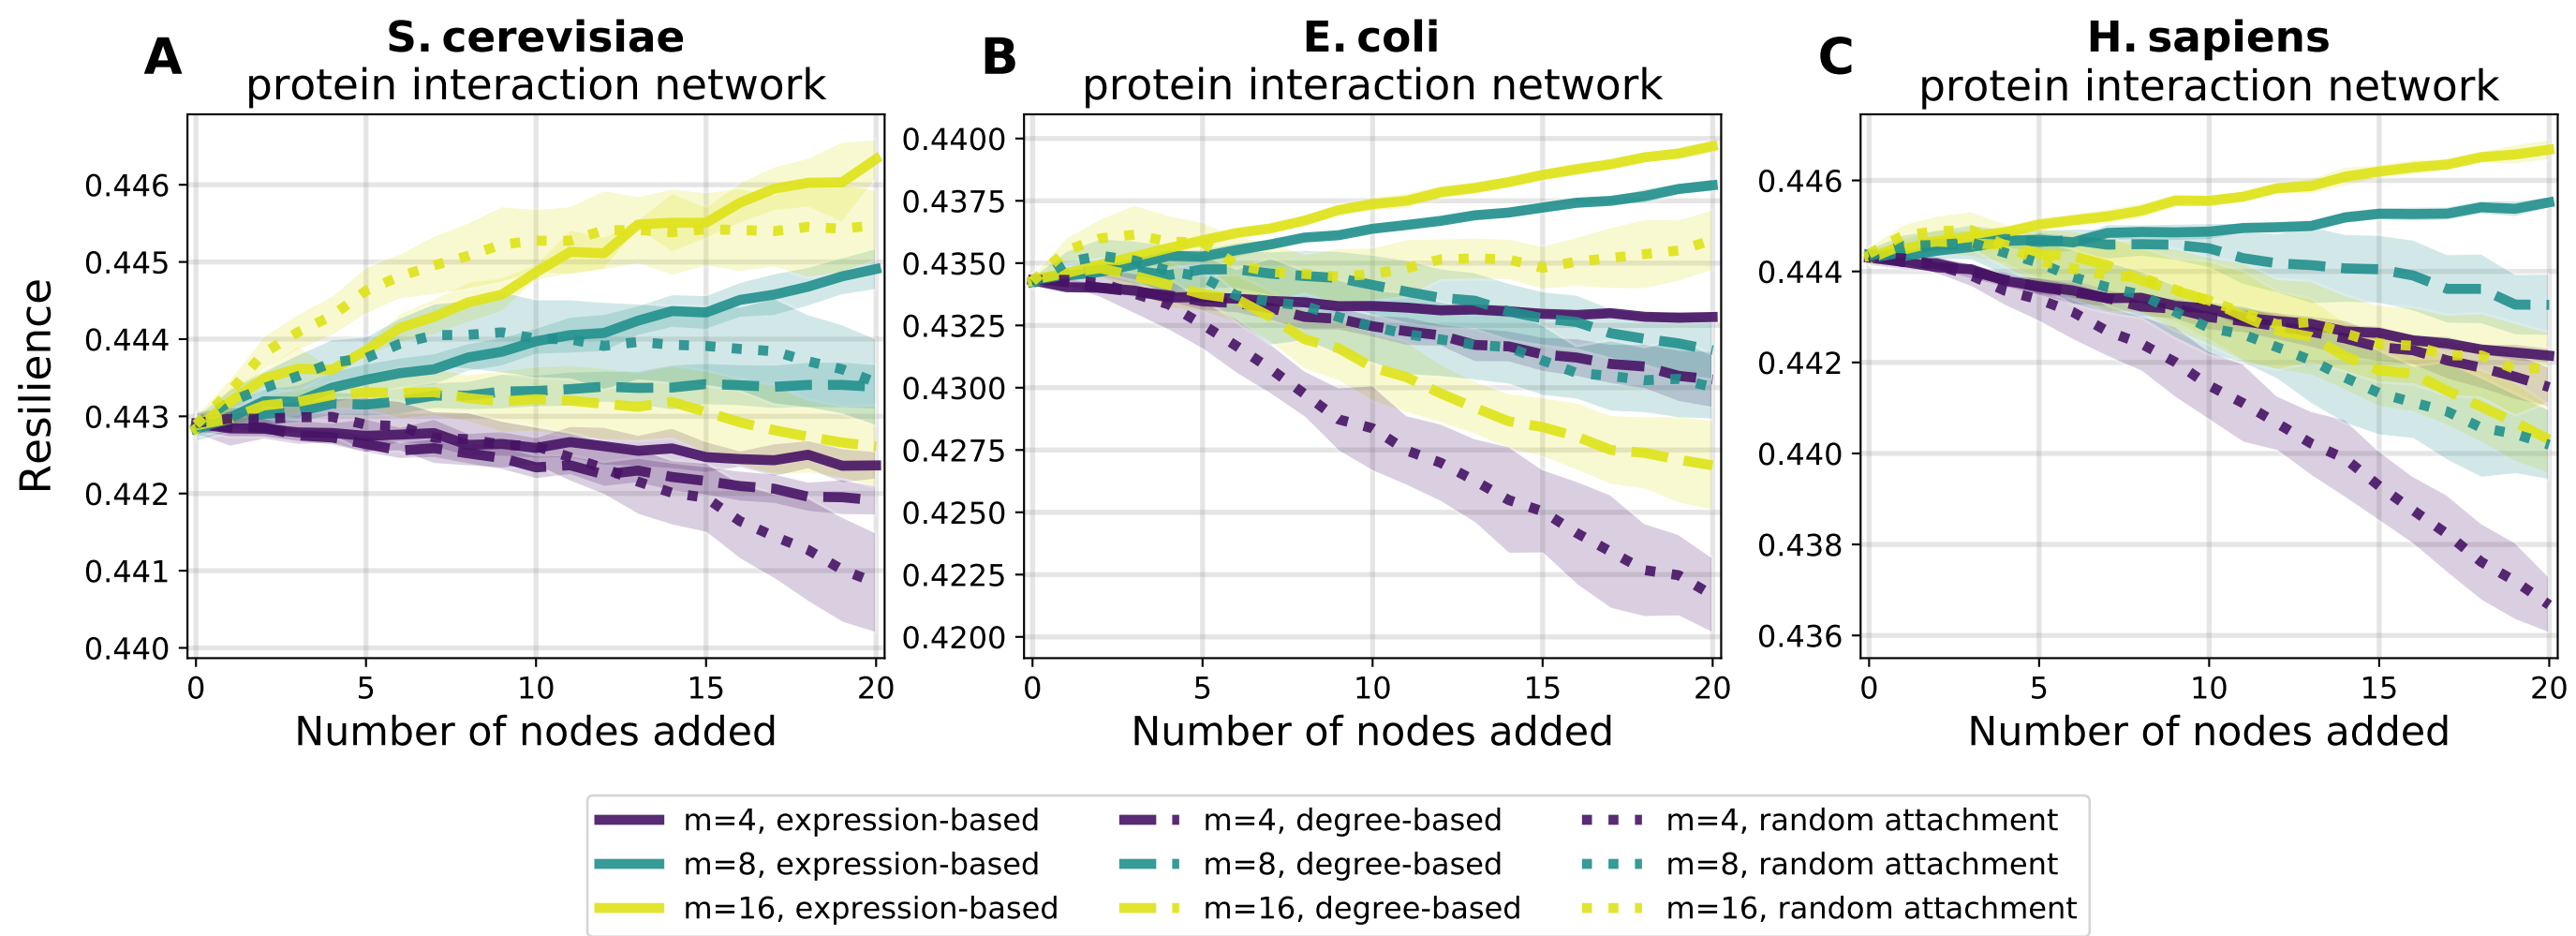 A
S. cerevisiae
protein interaction network
B
E. coli
protein interaction network
C
H. sapiens
protein interaction network
Resilience
0.446
0.445
0.444
0.443
0.442
0.441
0.440
0 5 10 15 20
Number of nodes added
0.4400
0.4375
0.4350
0.4325
0.4300
0.4275
0.4250
0.4225
0.4200
0 5 10 15 20
Number of nodes added
0.446
0.444
0.442
0.440
0.438
0.436
0 5 10 15 20
Number of nodes added
m=4, expression-based
m=8, expression-based
m=16, expression-based
m=4, degree-based
m=8, degree-based
m=16, degree-based
m=4, random attachment
m=8, random attachment
m=16, random attachment